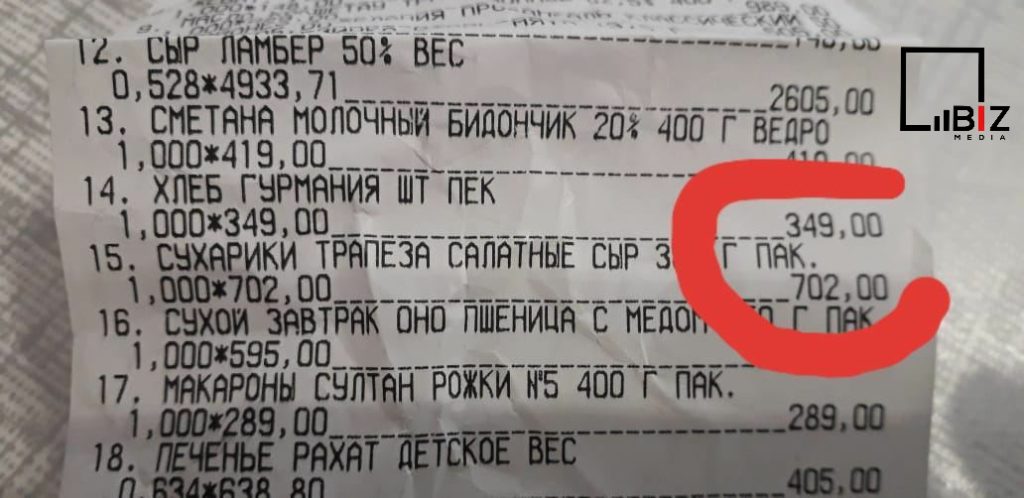 12. СЫР ЛАМБЕР 50% ВЕС
0,528*4933,71 2605,00
13. СМЕТАНА МОЛОЧНЫЙ БИДОНЧИК 20% 400 Г ВЕДРО
1,000*419,00
14. ХЛЕБ ГУРМАНИЯ ШТ ПЕК
1,000*349,00 349,00
15. СУХАРИКИ ТРАПЕЗА САЛАТНЫЕ СЫР Г ПАК.
1,000*702,00 702,00
16. СУХОЙ ЗАВТРАК ОНО ПШЕНИЦА С МЕДОМ Г ПАК
1,000*595,00
17. МАКАРОНЫ СУЛТАН РОЖКИ №5 400 Г ПАК.
1,000*289,00 289,00
18. ПЕЧЕНЬЕ РАХАТ ДЕТСКОЕ ВЕС
0,634*638,80 405,00
BIZ
MEDIA